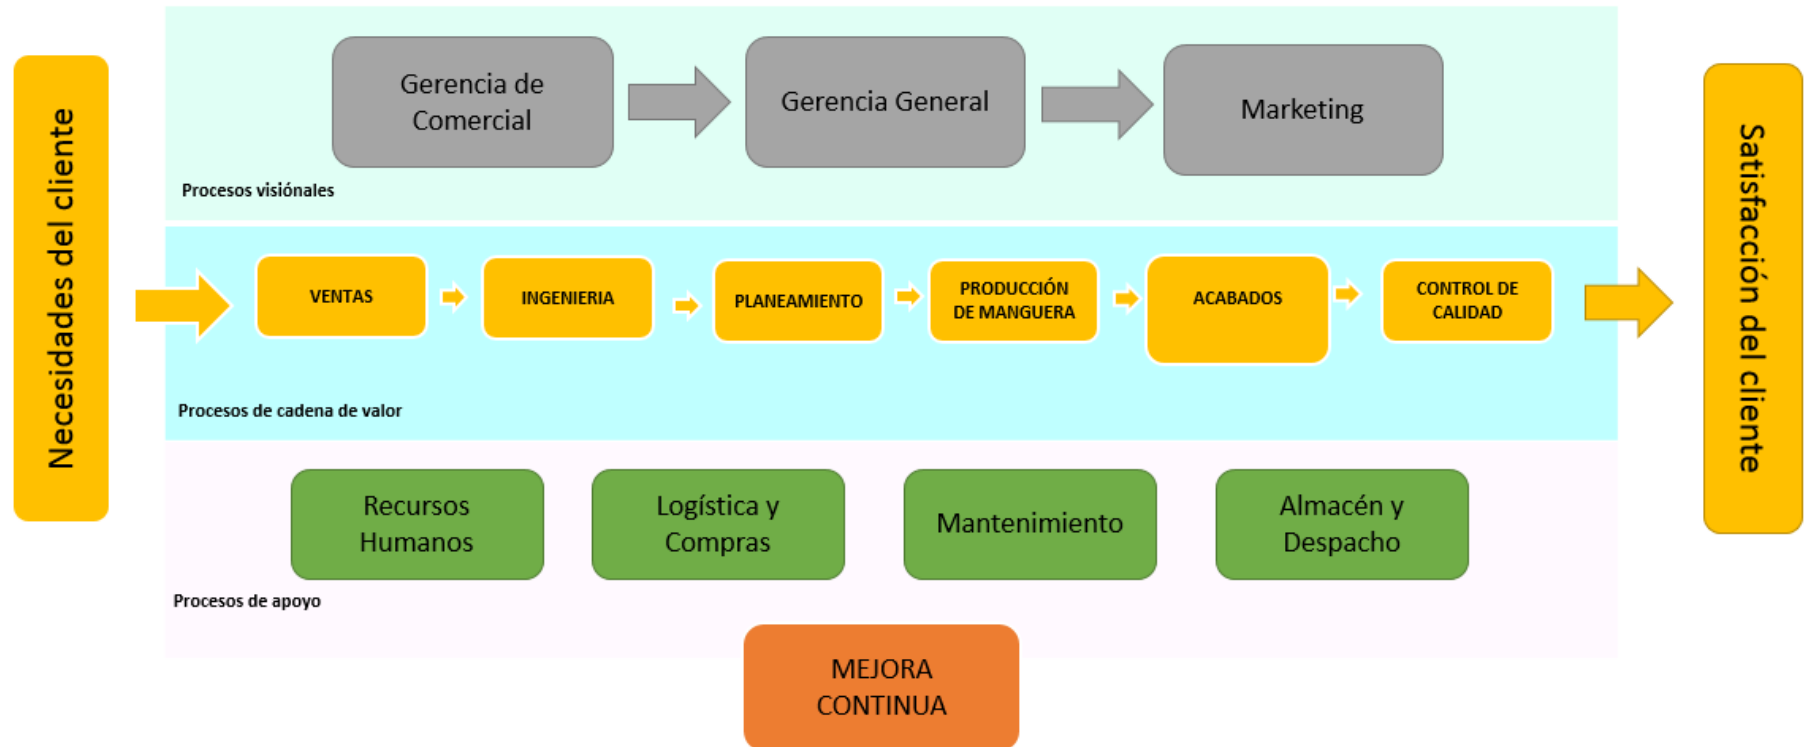 Necesidades del cliente
Gerencia de
Comercial
Gerencia General
Marketing
Procesos visiónales
VENTAS
INGENIERIA
PLANEAMIENTO
PRODUCCIÓN
DE MANGUERA
ACABADOS
CONTROL DE
CALIDAD
Procesos de cadena de valor
Recursos
Humanos
Logística y
Compras
Mantenimiento
Almacén y
Despacho
Procesos de apoyo
MEJORA
CONTINUA
Satisfacción del cliente